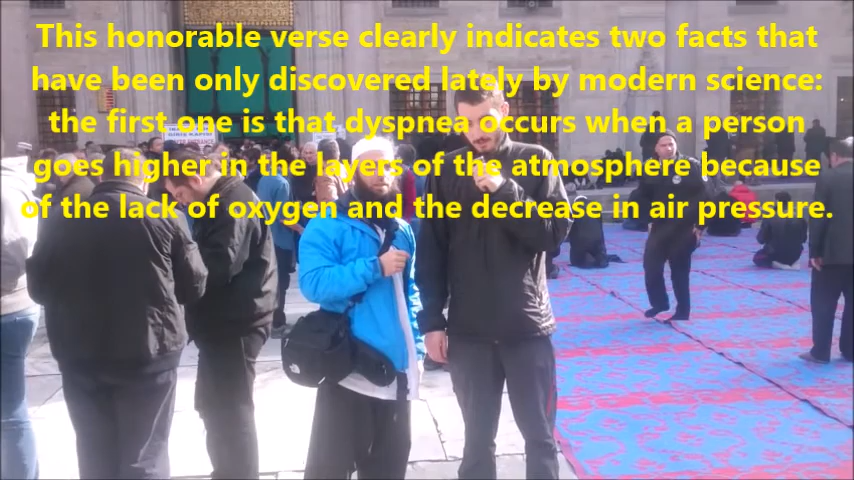 This honorable verse clearly indicates two facts that
have been only discovered lately by modern science:
the first one is that dyspnea occurs when a person
goes higher in the layers of the atmosphere because
of the lack of oxygen and the decrease in air pressure.